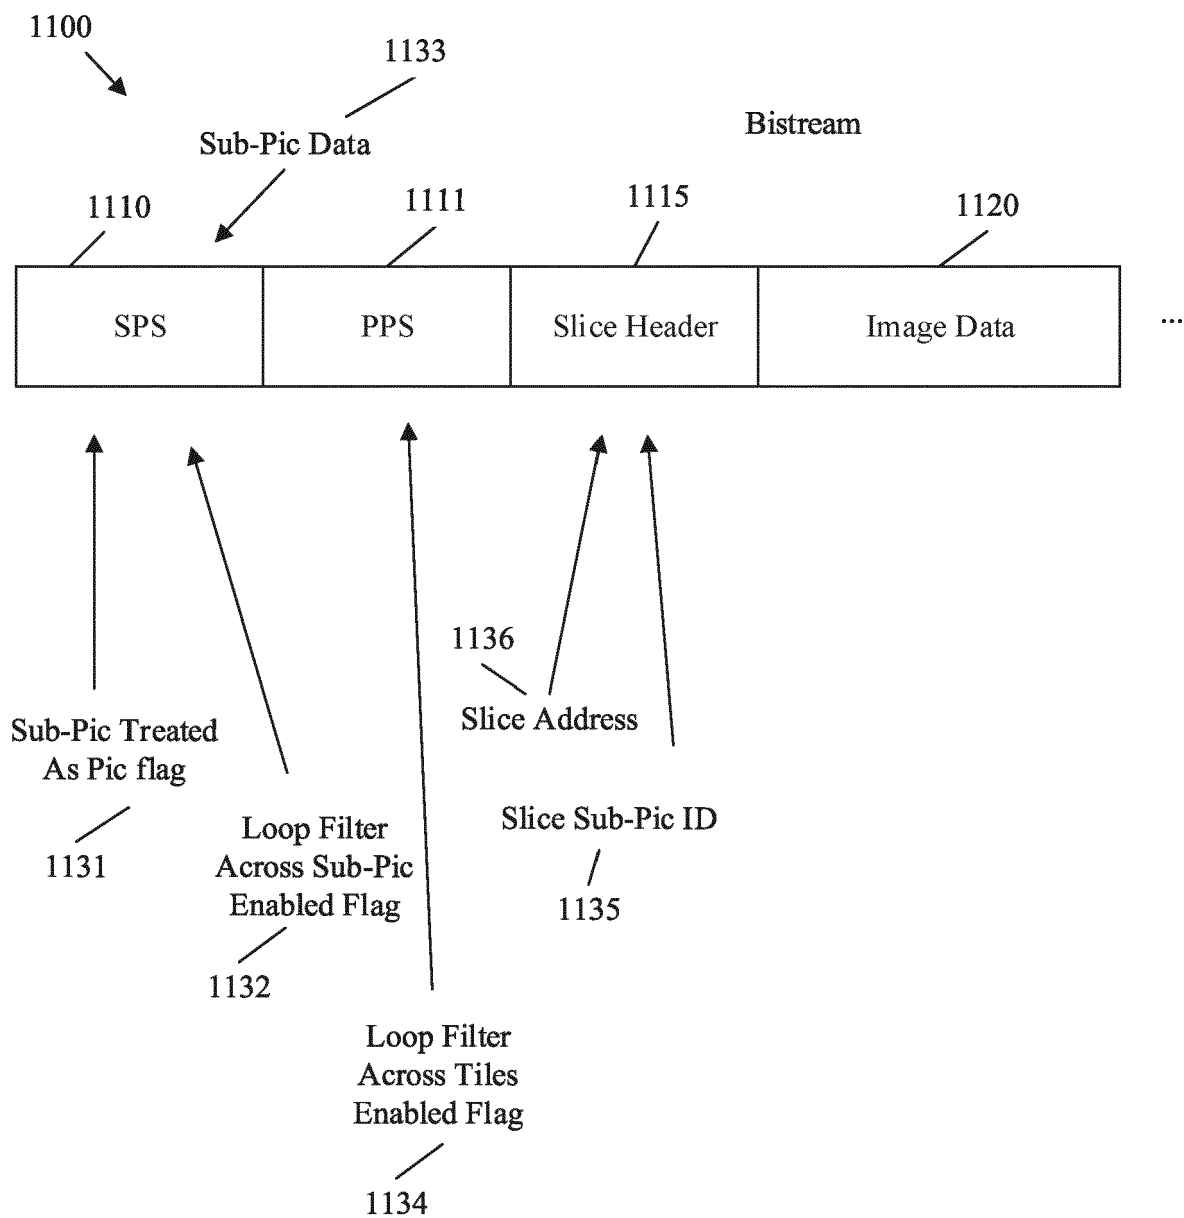 1100
1133
Sub-Pic Data
Bistream
1110
1111
1115
1120
SPS
PPS
Slice Header
Image Data
...
1136
Slice Address
Sub-Pic Treated
As Pic flag
1131
Loop Filter
Across Sub-Pic
Enabled Flag
1132
Slice Sub-Pic ID
1135
Loop Filter
Across Tiles
Enabled Flag
1134